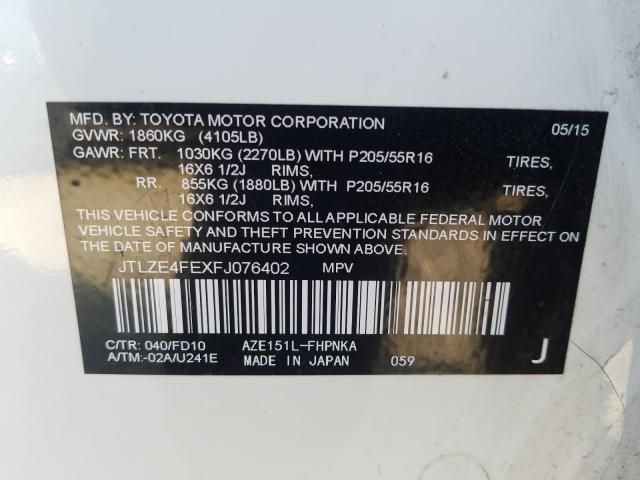 MFD. BY: TOYOTA MOTOR CORPORATION 05/15
GVWR: 1860KG (4105LB)
GAWR: FRT. 1030KG (2270LB) WITH P205/55R16 TIRES,
16X6 1/2J RIMS,
RR. 855KG (1880LB) WITH P205/55R16 TIRES,
16X6 1/2J RIMS,
THIS VEHICLE CONFORMS TO ALL APPLICABLE FEDERAL MOTOR
VEHICLE SAFETY AND THEFT PREVENTION STANDARDS IN EFFECT ON
THE DATE OF MANUFACTURE SHOWN ABOVE.
JTLZE4FEXFJ076402 MPV
C/TR: 040/FD10 AZE151L-FHPNKA J
A/TM:-02A/U241E MADE IN JAPAN 059